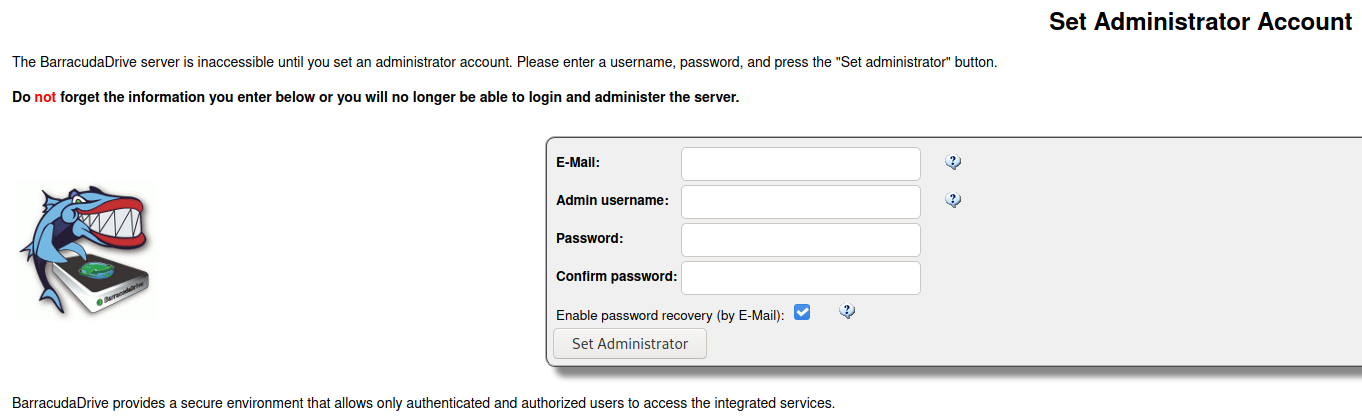 Set Administrator Account
The BarracudaDrive server is inaccessible until you set an administrator account. Please enter a username, password, and press the "Set administrator" button.
Do not forget the information you enter below or you will no longer be able to login and administer the server.
E-Mail:
Admin username:
Password:
Confirm password:
BarracudaDrive
Enable password recovery (by E-Mail):
Set Administrator
BarracudaDrive provides a secure environment that allows only authenticated and authorized users to access the integrated services.